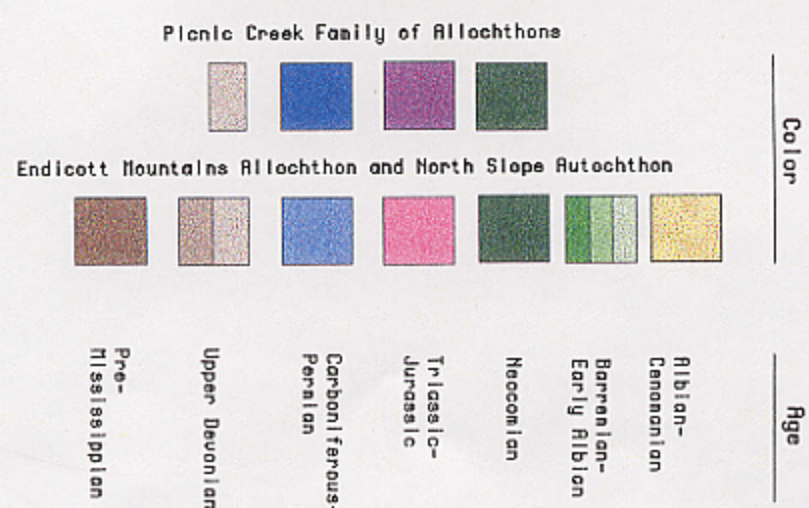 Picnic Creek Family of Allochthons
Endicott Mountains Allochthon and North Slope Autochthon
Color
Pre-
Mississippian
Upper Devonian
Carboniferous-
Permian
Triassic-
Jurassic
Neocomian
Barremian-
Early Albian
Albian-
Cenomanian
Age